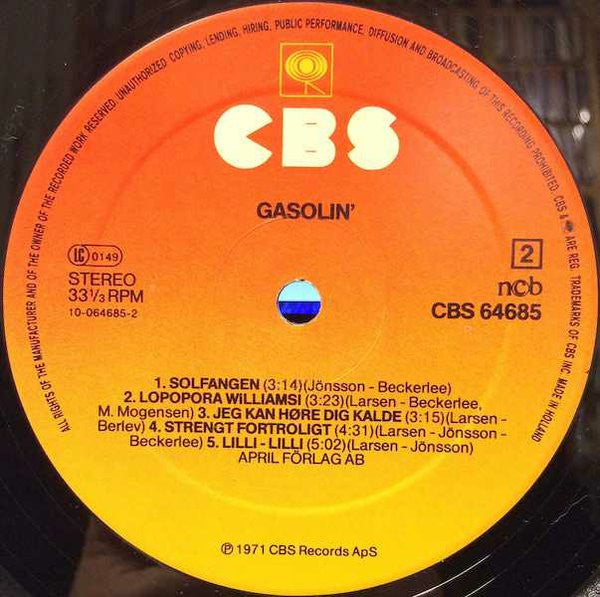 ALL RIGHTS OF THE MANUFACTURER AND OF THE OWNER OF THE RECORDED WORK RESERVED. UNAUTHORIZED COPYING, LENDING, HIRING, PUBLIC PERFORMANCE, DIFFUSION AND BROADCASTING OF THIS RECORDING PROHIBITED. CBS & ARE REG. TRADEMARKS OF CBS INC. MADE IN HOLLAND
CBS
GASOLIN'
LC 0149
STEREO
33 1/3 RPM
10-064685-2
2
ncb
CBS 64685
1. SOLFANGEN (3:14)(Jönsson - Beckerlee)
2. LOPOPORA WILLIAMSI (3:23)(Larsen - Beckerlee,
M. Mogensen) 3. JEG KAN HØRE DIG KALDE (3:15)(Larsen -
Berlev) 4. STRENGT FORTROLIGT (4:31)(Larsen - Jönsson -
Beckerlee) 5. LILLI - LILLI (5:02)(Larsen - Jönsson)
APRIL FÖRLAG AB
℗ 1971 CBS Records ApS